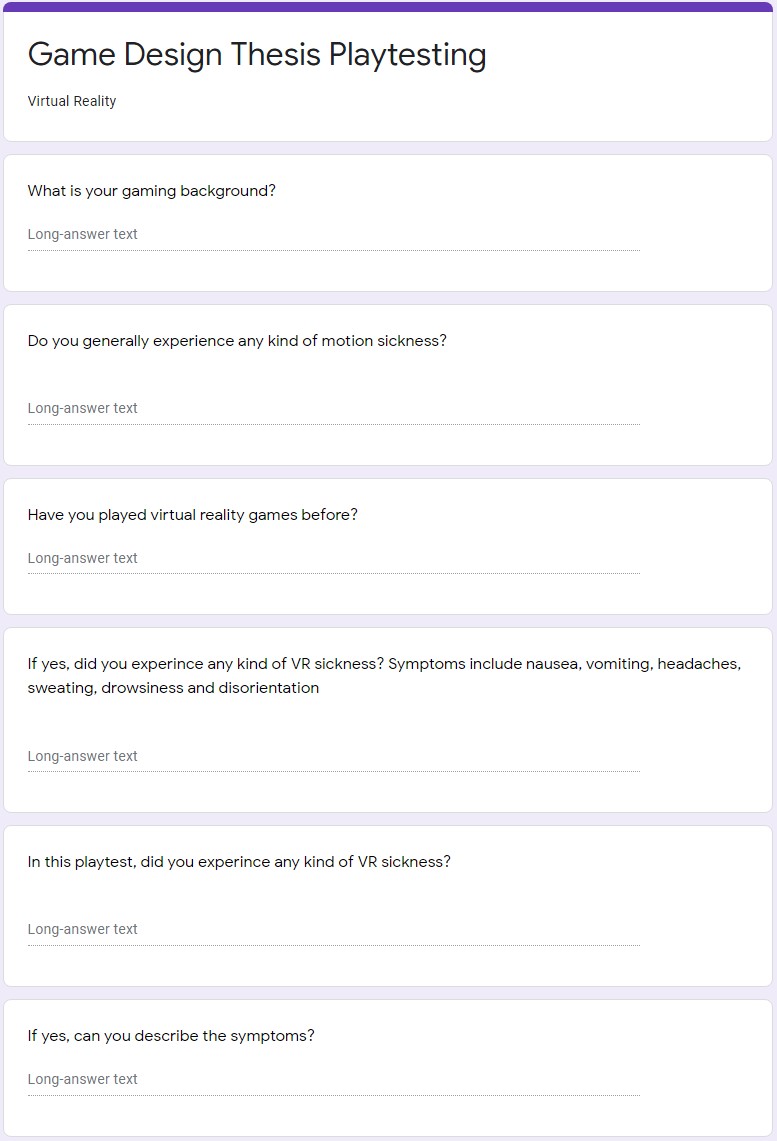 Game Design Thesis Playtesting
Virtual Reality
What is your gaming background?
Long-answer text
Do you generally experience any kind of motion sickness?
Long-answer text
Have you played virtual reality games before?
Long-answer text
If yes, did you experince any kind of VR sickness? Symptoms include nausea, vomiting, headaches,
sweating, drowsiness and disorientation
Long-answer text
In this playtest, did you experince any kind of VR sickness?
Long-answer text
If yes, can you describe the symptoms?
Long-answer text